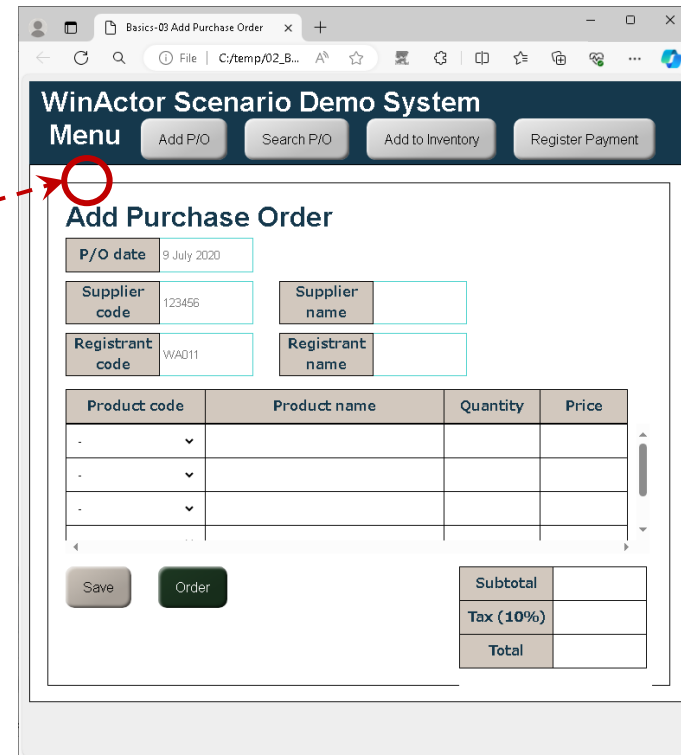 Basics-03 Add Purchase Order
File C:/temp/02_B...
WinActor Scenario Demo System
Menu Add P/O Search P/O Add to Inventory Register Payment
Add Purchase Order
P/O date 9 July 2020
Supplier code 123456 Supplier name
Registrant code WA011 Registrant name
Product code Product name Quantity Price
-
-
-
Save Order
Subtotal
Tax (10%)
Total